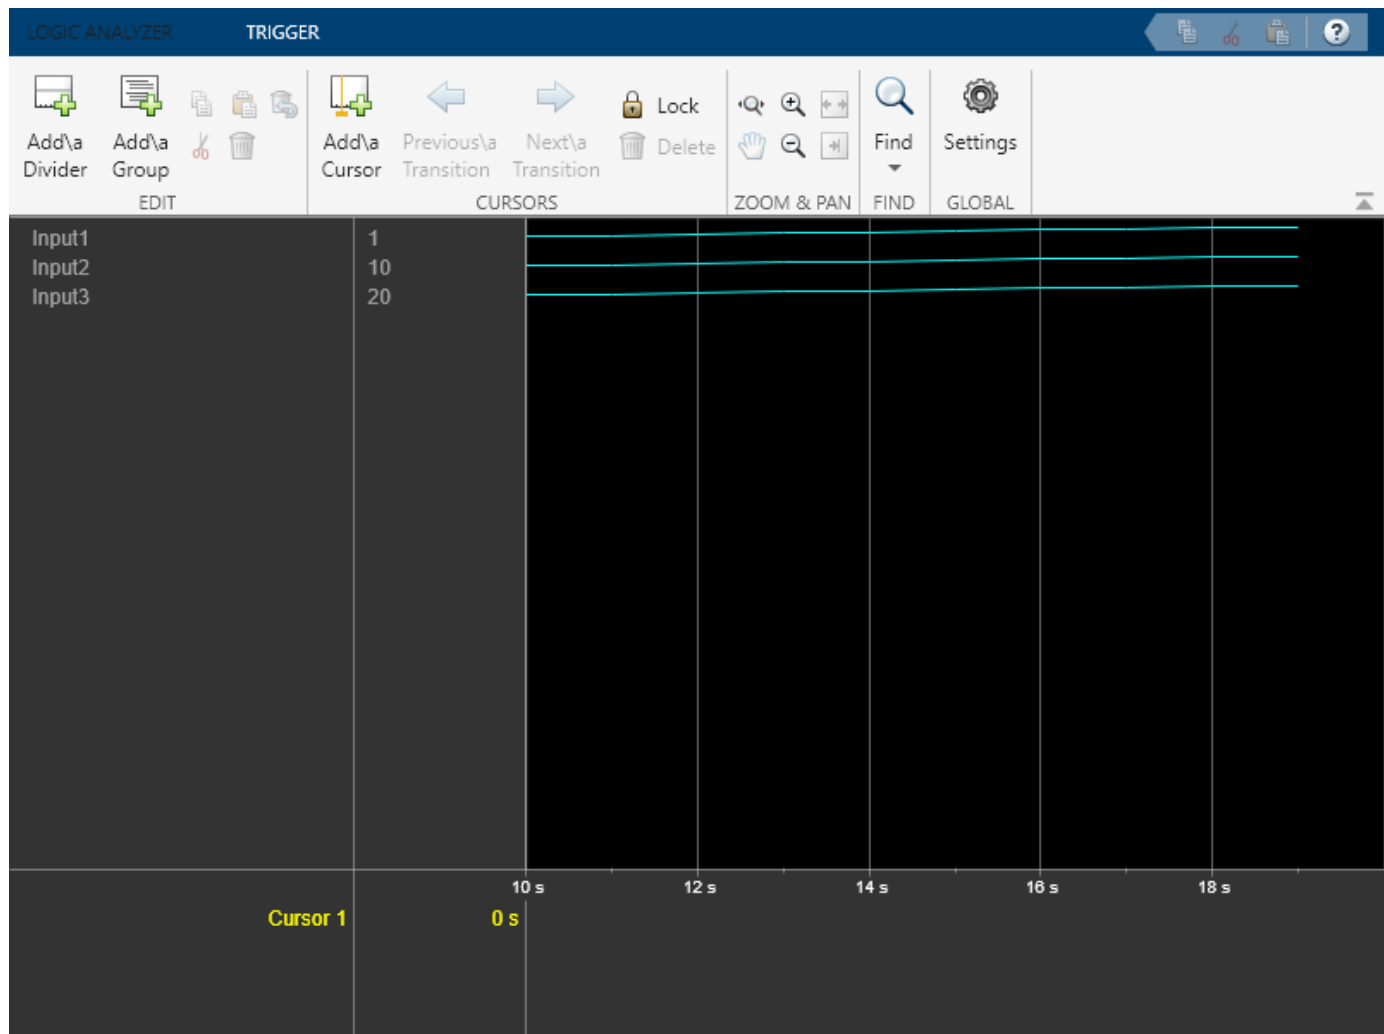 LOGIC ANALYZER TRIGGER ?
Add\a Divider
Add\a Group
EDIT
Add\a Cursor
Previous\a Transition
Next\a Transition
Lock
Delete
CURSORS
ZOOM & PAN
Find
FIND
Settings
GLOBAL
Input1 1
Input2 10
Input3 20
10 s 12 s 14 s 16 s 18 s
Cursor 1 0 s